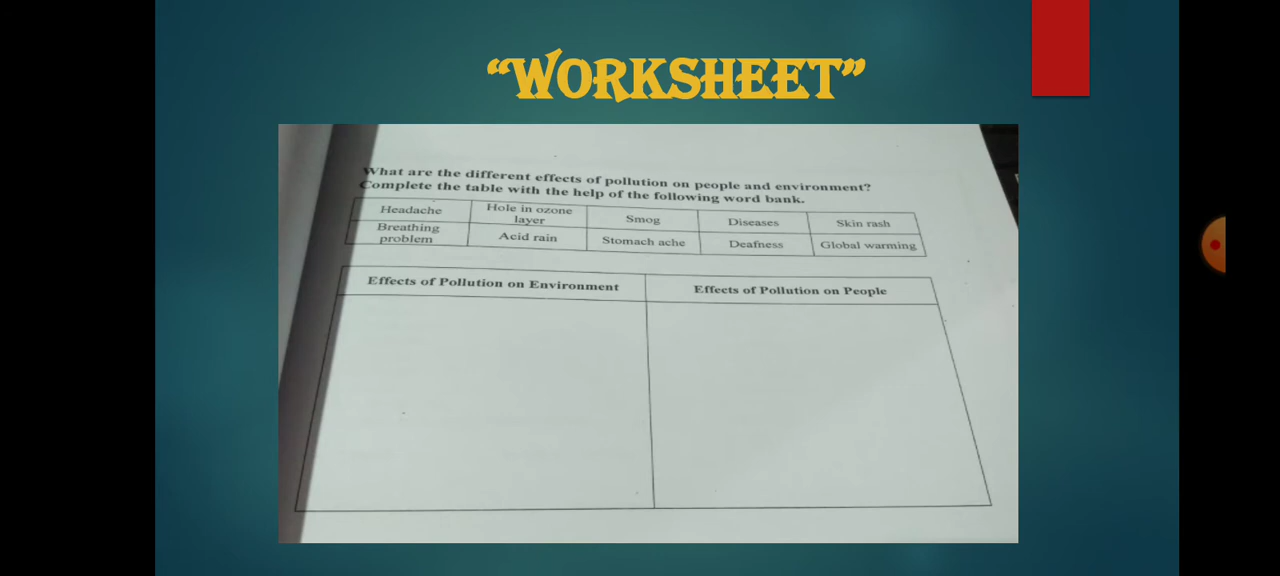 “WORKSHEET”
What are the different effects of pollution on people and environment?
Complete the table with the help of the following word bank.
Headache
Hole in ozone
layer
Smog
Diseases
Skin rash
Breathing
problem
Acid rain
Stomach ache
Deafness
Global warming
Effects of Pollution on Environment
Effects of Pollution on People